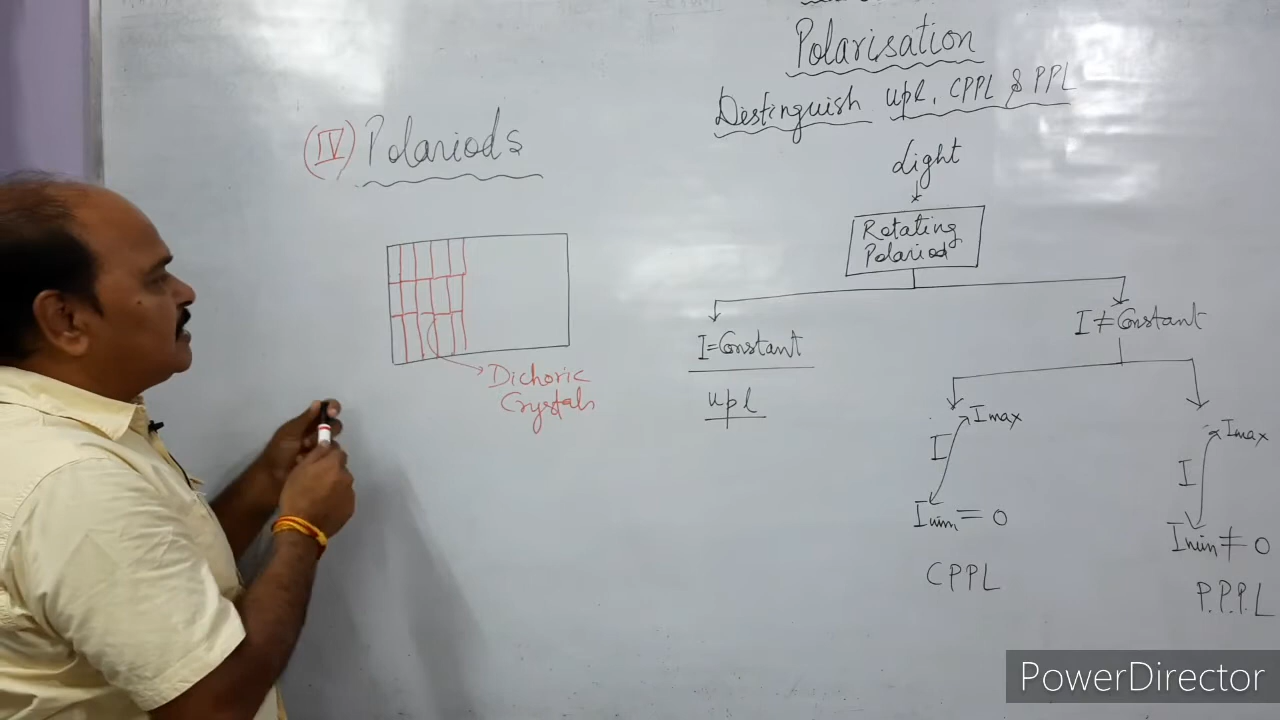 Polarisation
Destinguish upl, CPPL & PPL
(IV) Polariods
Light
Rotating
Polariod
I=Constant
upl
I≠Constant
Dichoric
Crystals
Imax
I
Imin = 0
CPPL
Imax
I
Imin ≠ 0
P.P.P.L
PowerDirector